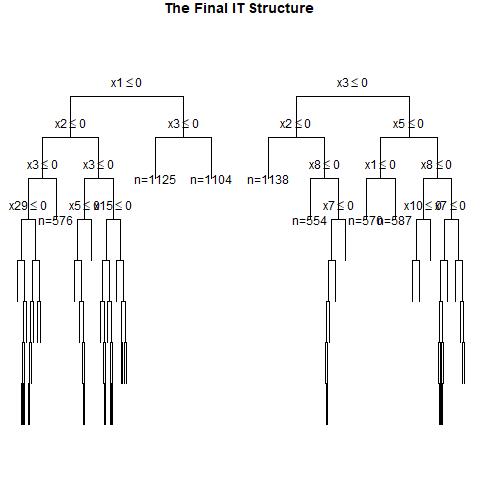 The Final IT Structure
x1 ≤ 0 x3 ≤ 0
x2 ≤ 0 x3 ≤ 0 x2 ≤ 0 x5 ≤ 0
x3 ≤ 0 x3 ≤ 0 x8 ≤ 0 x1 ≤ 0 x8 ≤ 0
n=1125 n=1104 n=1138
x29 ≤ 0 x5 ≤ 0 x15 ≤ 0 x7 ≤ 0 x10 ≤ 0 x7 ≤ 0
n=576 n=554 n=570 n=587